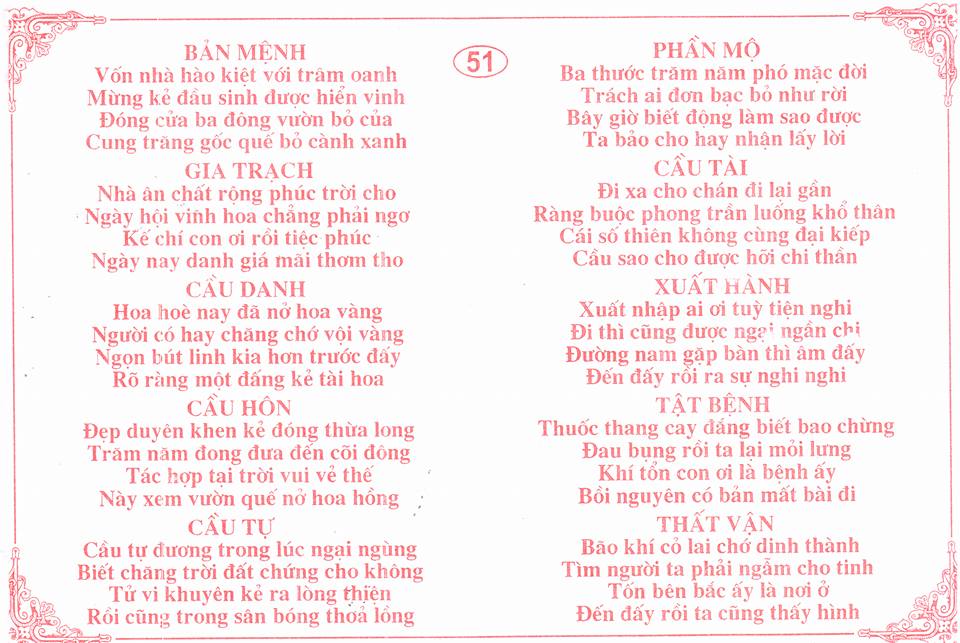 BẢN MỆNH
Vốn nhà hào kiệt với trâm oanh
Mừng kẻ đầu sinh được hiển vinh
Đóng cửa ba đông vườn bỏ của
Cung trăng gốc quế bỏ cành xanh
GIA TRẠCH
Nhà ân chất rộng phúc trời cho
Ngày hội vinh hoa chẳng phải ngơ
Kế chí con ơi rồi tiệc phúc
Ngày nay danh giá mãi thơm tho
CẦU DANH
Hoa hoè nay đã nở hoa vàng
Người có hay chăng chớ vội vàng
Ngọn bút linh kia hơn trước đấy
Rõ ràng một đấng kẻ tài hoa
CẦU HÔN
Đẹp duyên khen kẻ đóng thừa long
Trăm năm đong đưa đến cõi đông
Tác hợp tại trời vui vẻ thế
Này xem vườn quế nở hoa hồng
CẦU TỰ
Cầu tự đương trong lúc ngại ngùng
Biết chăng trời đất chứng cho không
Tử vi khuyên kẻ ra lòng thiện
Rồi cũng trong sân bóng thoả lồng
51
PHẦN MỘ
Ba thước trăm năm phó mặc đời
Trách ai đơn bạc bỏ như rời
Bây giờ biết động làm sao được
Ta bảo cho hay nhận lấy lời
CẦU TÀI
Đi xa cho chán đi lại gần
Ràng buộc phong trần luống khổ thân
Cái số thiên không cùng đại kiếp
Cầu sao cho được hỡi chi thần
XUẤT HÀNH
Xuất nhập ai ơi tuỳ tiện nghi
Đi thì cũng được ngại ngần chi
Đường nam gặp bàn thì âm đấy
Đến đấy rồi ra sự nghi nghi
TẬT BỆNH
Thuốc thang cay đắng biết bao chừng
Đau bụng rồi ta lại mỏi lưng
Khí tổn con ơi là bệnh ấy
Bồi nguyên có bản mất bài đi
THẤT VẬN
Bão khí cỏ lai chớ dinh thành
Tìm người ta phải ngẫm cho tinh
Tốn bên bắc ấy là nơi ở
Đến đấy rồi ta cũng thấy hình